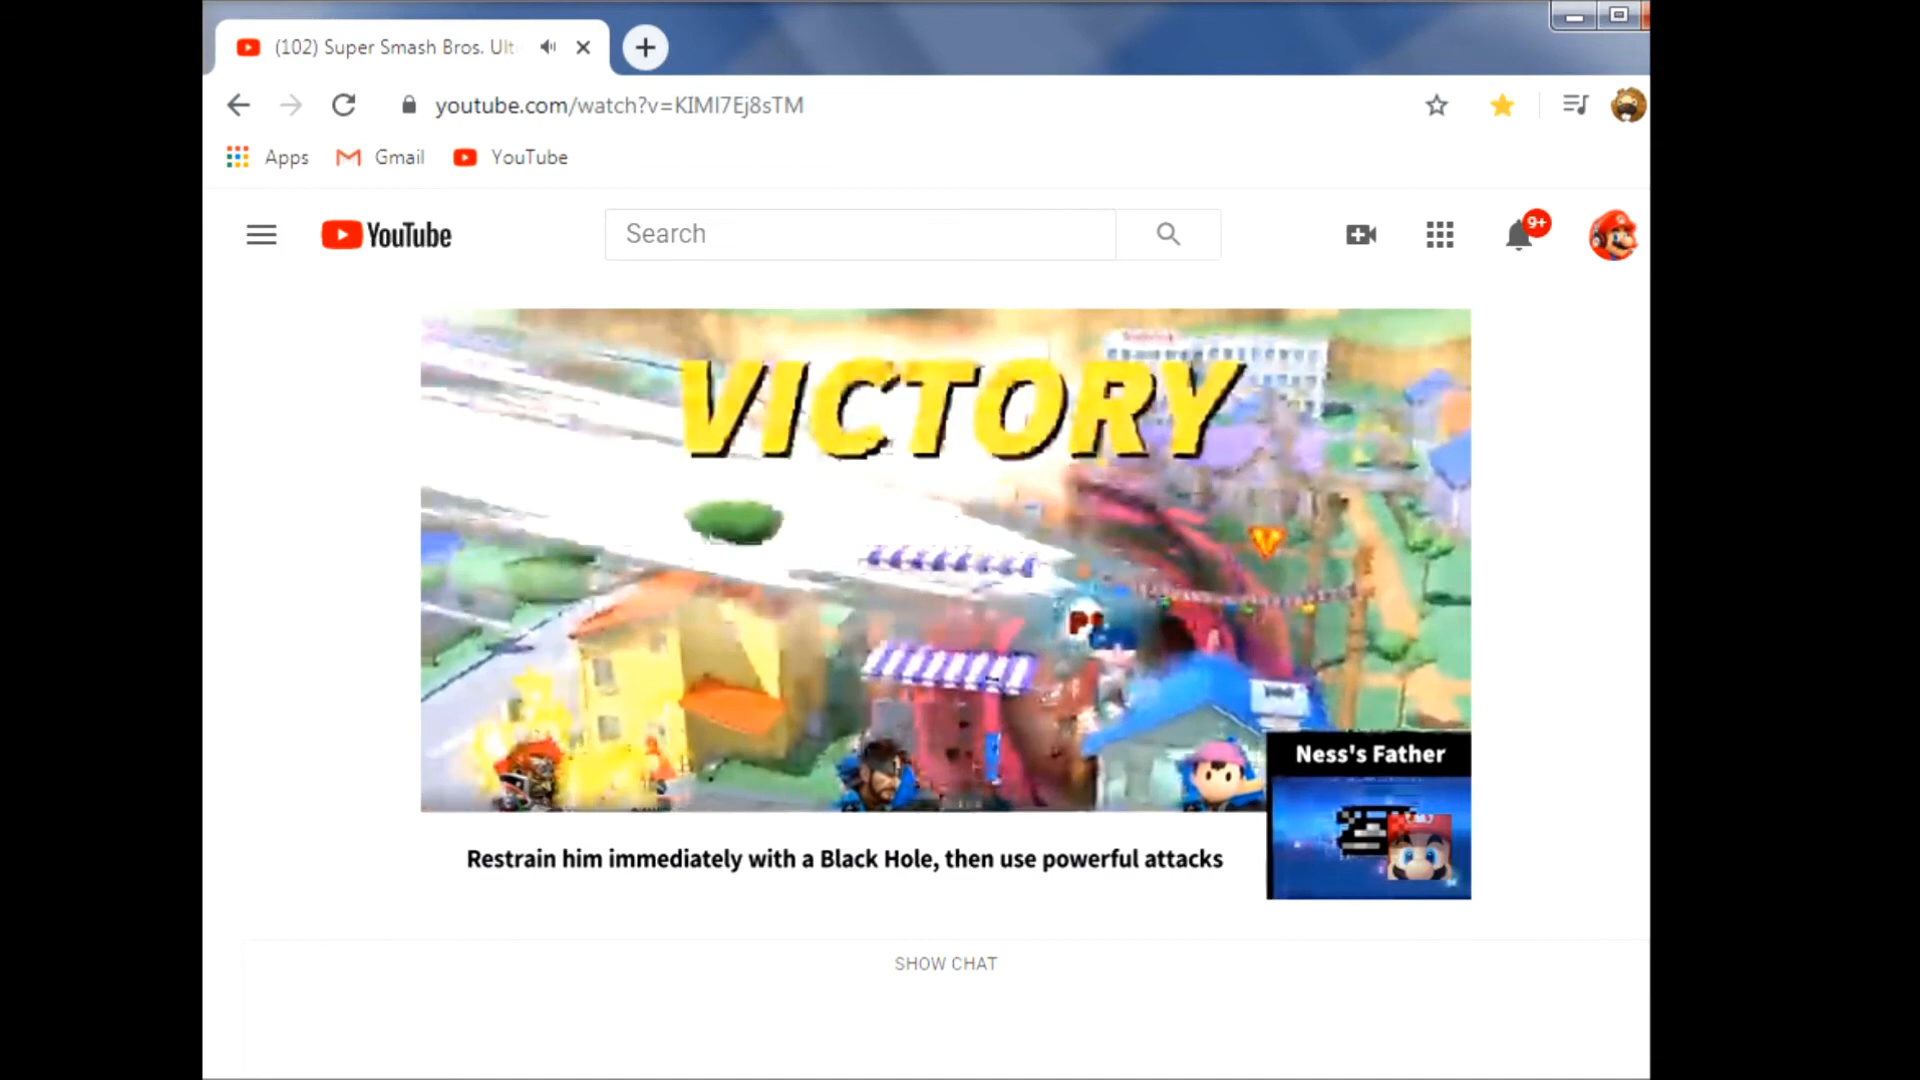 (102) Super Smash Bros. Ult
youtube.com/watch?v=KIMI7Ej8sTM
Apps
Gmail
YouTube
YouTube
Search
9+
VICTORY
Ness's Father
Restrain him immediately with a Black Hole, then use powerful attacks
SHOW CHAT